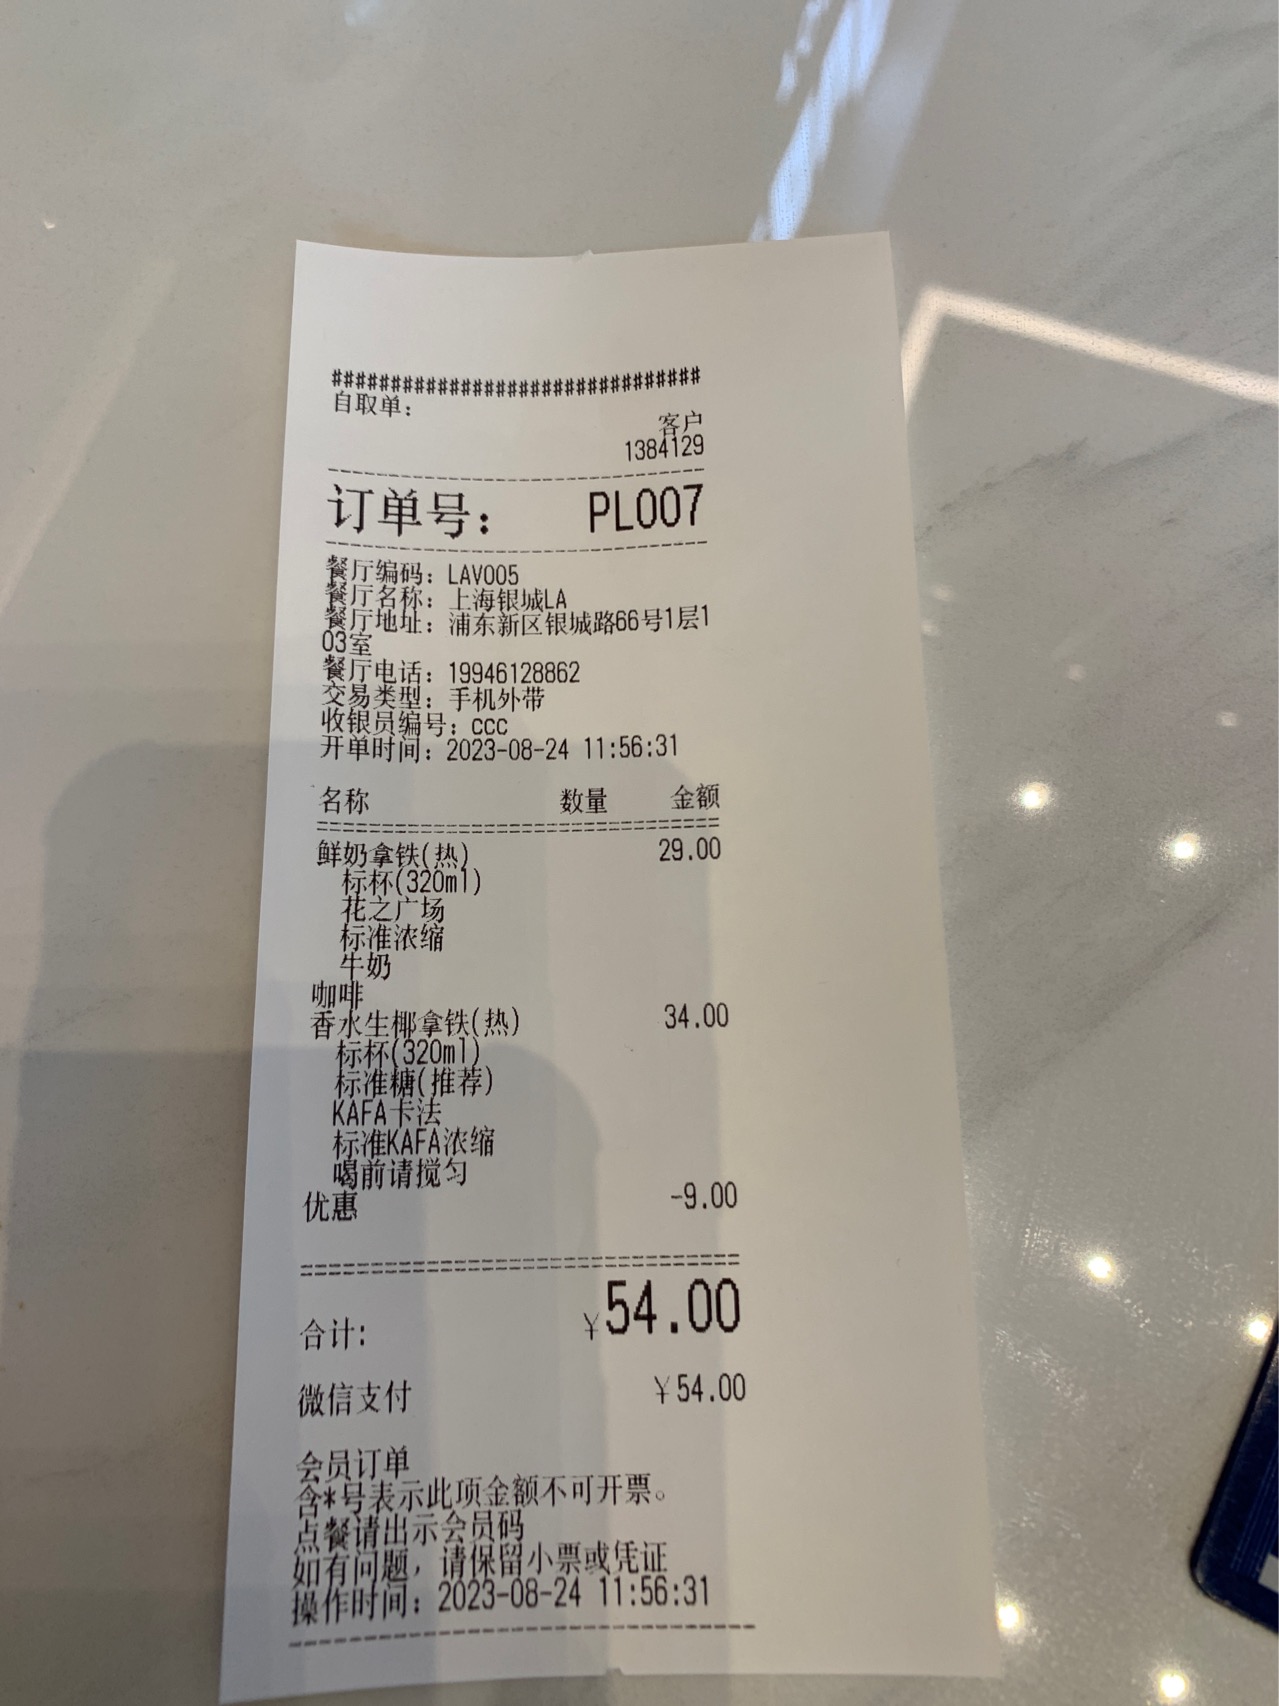 ################################
自取单：
客户
1384129
订单号： PL007
餐厅编码：LAV005
餐厅名称：上海银城LA
餐厅地址：浦东新区银城路66号1层1
03室
餐厅电话：19946128862
交易类型：手机外带
收银员编号：ccc
开单时间：2023-08-24 11:56:31
名称 数量 金额
鲜奶拿铁(热) 29.00
标杯(320ml)
花之广场
标准浓缩
牛奶
咖啡
香水生椰拿铁(热) 34.00
标杯(320ml)
标准糖(推荐)
KAFA卡法
标准KAFA浓缩
喝前请搅匀
优惠 -9.00
合计: ¥54.00
微信支付 ¥54.00
会员订单
含*号表示此项金额不可开票。
点餐请出示会员码
如有问题，请保留小票或凭证
操作时间：2023-08-24 11:56:31